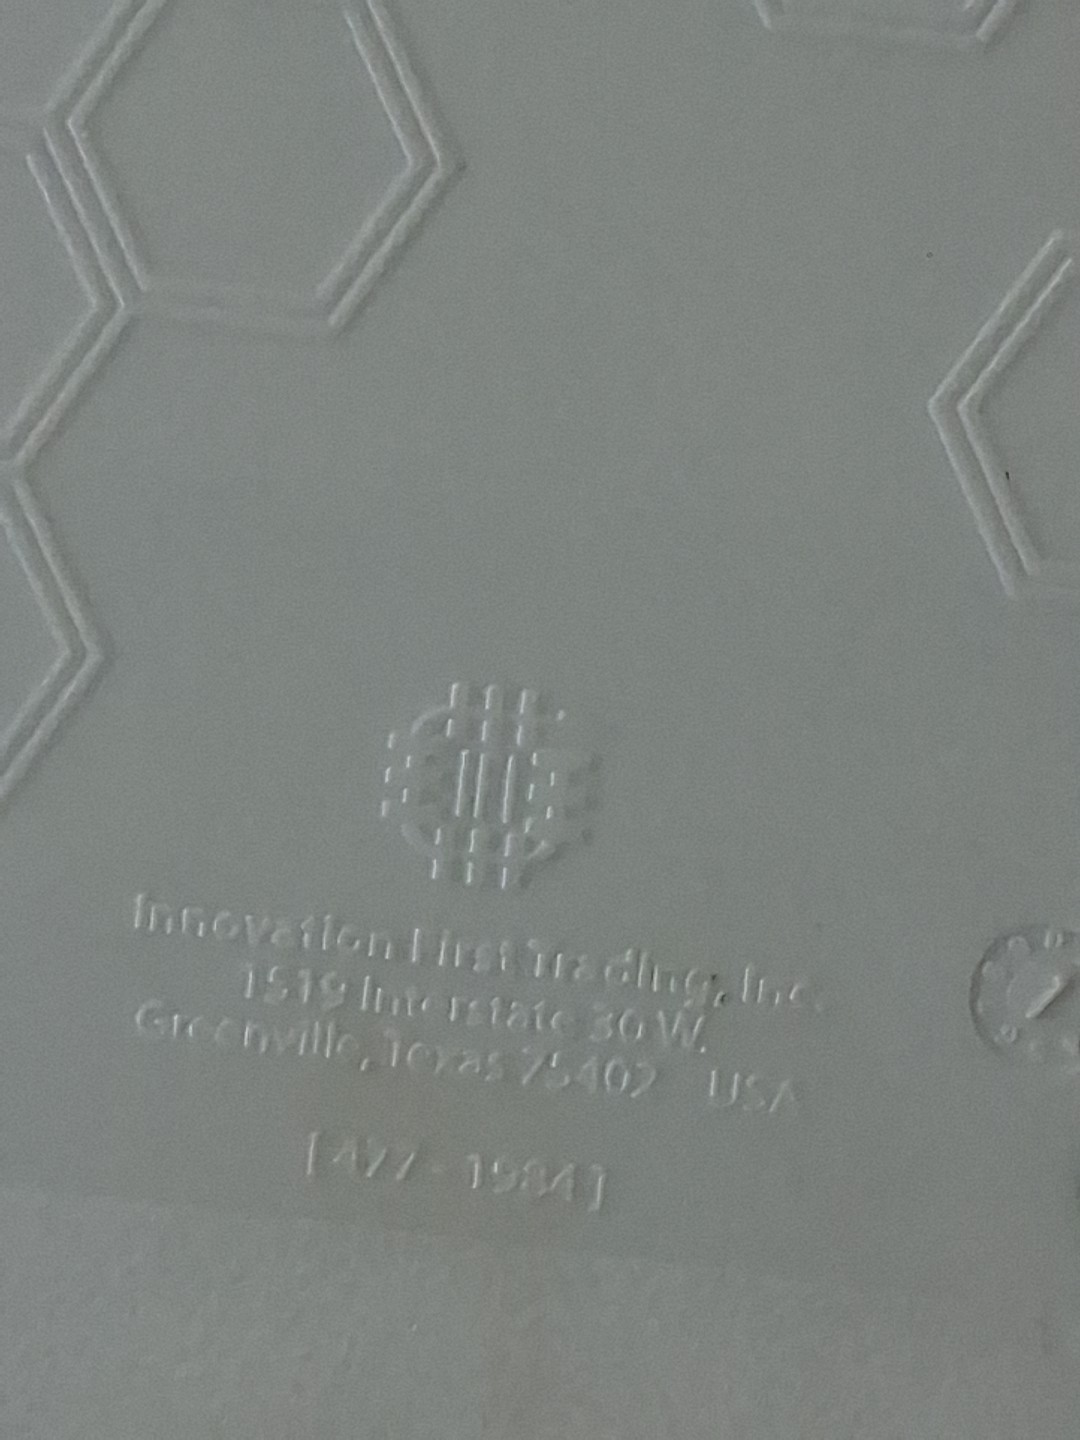 Innovation First Trading, Inc.
1519 Interstate 30 W.
Greenville, Texas 75402 USA
[477-1984]